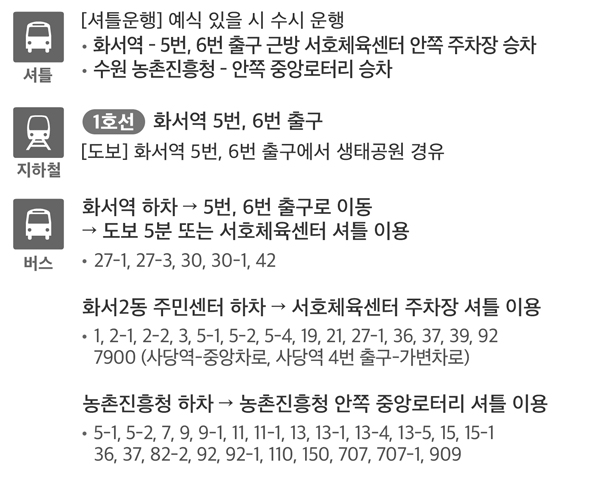 [셔틀운행] 예식 있을 시 수시 운행
• 화서역 - 5번, 6번 출구 근방 서호체육센터 안쪽 주차장 승차
• 수원 농촌진흥청 - 안쪽 중앙로터리 승차
셔틀
1호선 화서역 5번, 6번 출구
[도보] 화서역 5번, 6번 출구에서 생태공원 경유
지하철
화서역 하차 → 5번, 6번 출구로 이동
→ 도보 5분 또는 서호체육센터 셔틀 이용
버스
• 27-1, 27-3, 30, 30-1, 42
화서2동 주민센터 하차 → 서호체육센터 주차장 셔틀 이용
• 1, 2-1, 2-2, 3, 5-1, 5-2, 5-4, 19, 21, 27-1, 36, 37, 39, 92
7900 (사당역-중앙차로, 사당역 4번 출구-가변차로)
농촌진흥청 하차 → 농촌진흥청 안쪽 중앙로터리 셔틀 이용
• 5-1, 5-2, 7, 9, 9-1, 11, 11-1, 13, 13-1, 13-4, 13-5, 15, 15-1
36, 37, 82-2, 92, 92-1, 110, 150, 707, 707-1, 909